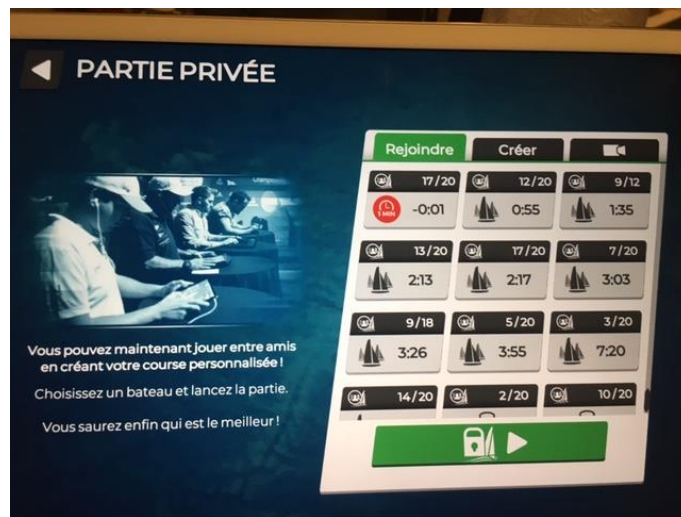 PARTIE PRIVÉE
Rejoindre Créer
17/20 12/20 9/12
1 MIN -0:01 0:55 1:35
13/20 17/20 7/20
2:13 2:17 3:03
9/18 5/20 3/20
3:26 3:55 7:20
14/20 2/20 10/20
Vous pouvez maintenant jouer entre amis
en créant votre course personnalisée !
Choisissez un bateau et lancez la partie.
Vous saurez enfin qui est le meilleur !